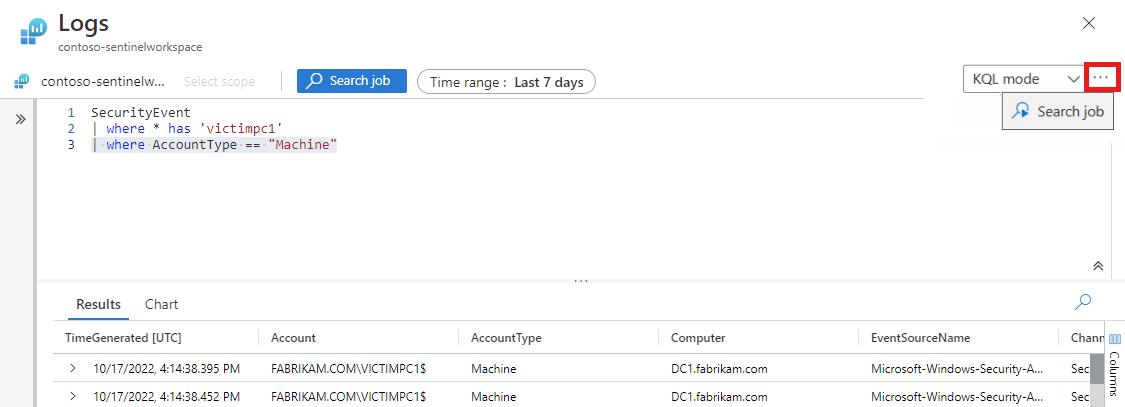 Logs
contoso-sentinelworkspace
contoso-sentinelw... Select scope Search job Time range : Last 7 days KQL mode ...
Search job
1 SecurityEvent
2 | where * has 'victimpc1'
3 | where AccountType == "Machine"
Results Chart
TimeGenerated [UTC] Account AccountType Computer EventSourceName Chann
10/17/2022, 4:14:38.395 PM FABRIKAM.COM\VICTIMPC1$ Machine DC1.fabrikam.com Microsoft-Windows-Security-A... Sec
10/17/2022, 4:14:38.452 PM FABRIKAM.COM\VICTIMPC1$ Machine DC1.fabrikam.com Microsoft-Windows-Security-A... Sec
Columns